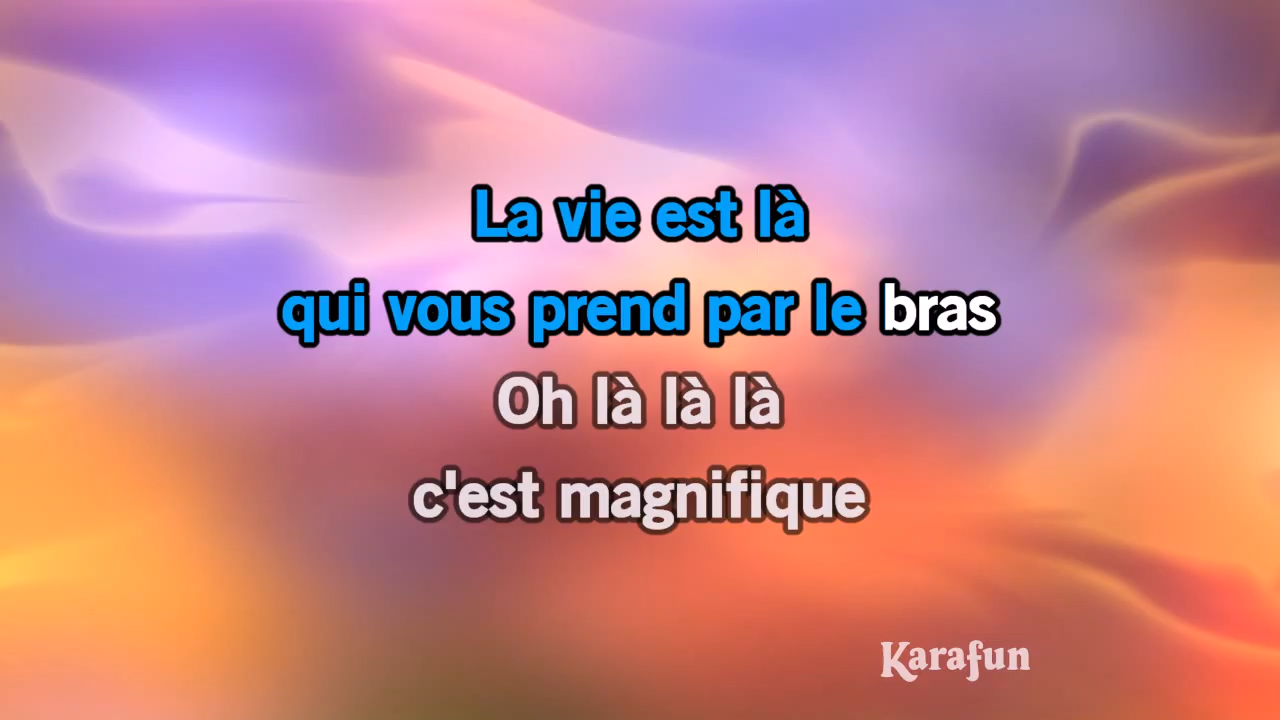 La vie est là
qui vous prend par le bras
Oh là là là
c'est magnifique
Karafun